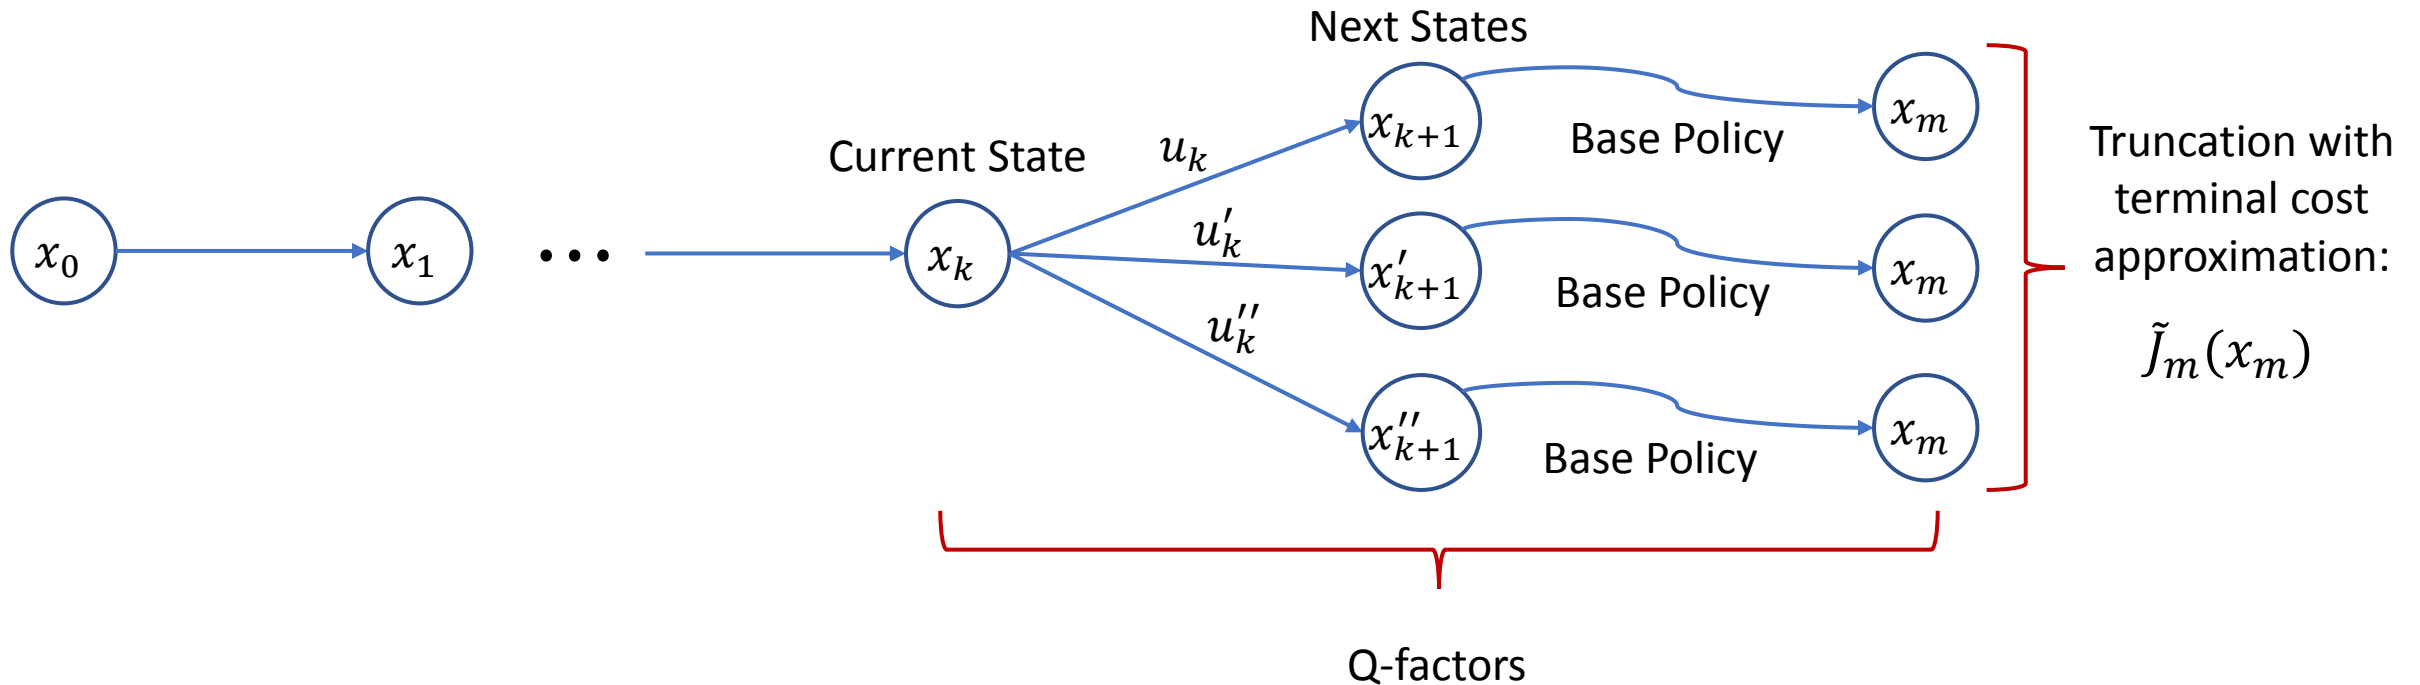 Next States
Current State
x_0
x_1
...
x_k
u_k
u'_k
u''_k
x_{k+1}
x'_{k+1}
x''_{k+1}
Base Policy
Base Policy
Base Policy
x_m
x_m
x_m
Truncation with
terminal cost
approximation:
J̃_m(x_m)
Q-factors